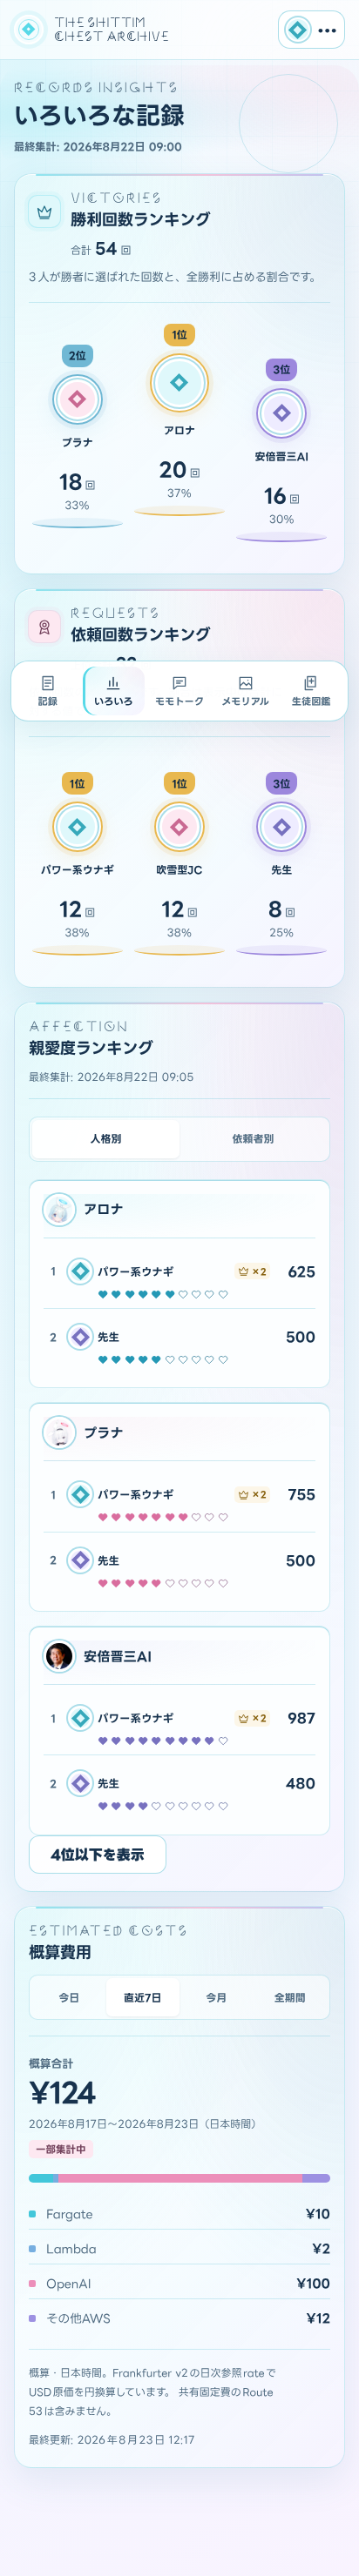 THE SHITTIM
CHEST ARCHIVE
RECORDS INSIGHTS
いろいろな記録
最終集計: 2026年8月22日 09:00
VICTORIES
勝利回数ランキング
合計 54 回
3人が勝者に選ばれた回数と、全勝利に占める割合です。
2位
プラナ
18 回
33%
1位
アロナ
20 回
37%
3位
安倍晋三AI
16 回
30%
REQUESTS
依頼回数ランキング
記録
いろいろ
モモトーク
メモリアル
生徒図鑑
1位
パワー系ウナギ
12 回
38%
1位
吹雪型JC
12 回
38%
3位
先生
8 回
25%
AFFECTION
親愛度ランキング
最終集計: 2026年8月22日 09:05
人格別 依頼者別
アロナ
1 パワー系ウナギ ×2 625
2 先生 500
プラナ
1 パワー系ウナギ ×2 755
2 先生 500
安倍晋三AI
1 パワー系ウナギ ×2 987
2 先生 480
4位以下を表示
ESTIMATED COSTS
概算費用
今日 直近7日 今月 全期間
概算合計
¥124
2026年8月17日〜2026年8月23日（日本時間）
一部集計中
Fargate ¥10
Lambda ¥2
OpenAI ¥100
その他AWS ¥12
概算・日本時間。Frankfurter v2の日次参照rateで
USD原価を円換算しています。 共有固定費のRoute
53は含みません。
最終更新: 2026年8月23日 12:17